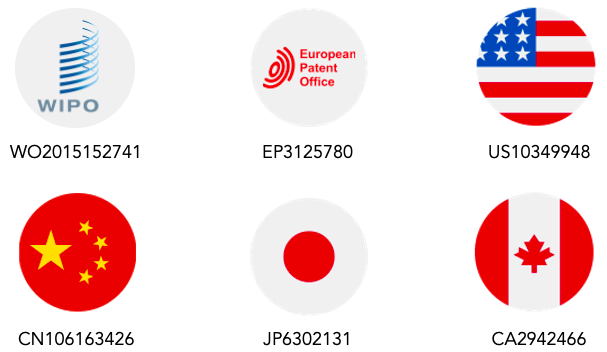 WIPO
European
Patent
Office
WO2015152741
EP3125780
US10349948
CN106163426
JP6302131
CA2942466